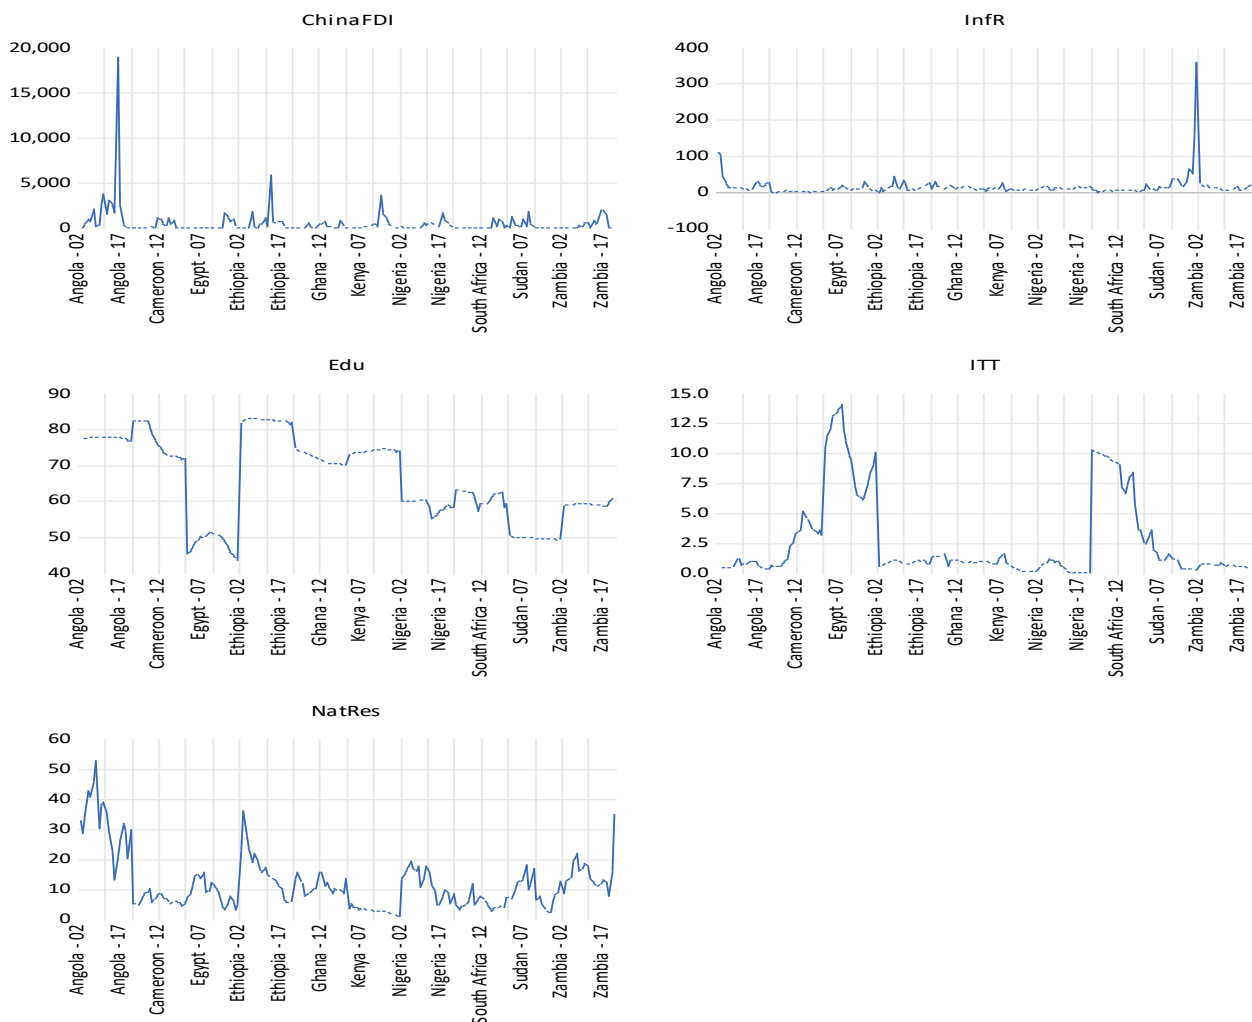 ChinaFDI
20,000
15,000
10,000
5,000
0
Angola - 02
Angola - 17
Cameroon - 12
Egypt - 07
Ethiopia - 02
Ethiopia - 17
Ghana - 12
Kenya - 07
Nigeria - 02
Nigeria - 17
South Africa - 12
Sudan - 07
Zambia - 02
Zambia - 17
InfR
400
300
200
100
0
-100
Angola - 02
Angola - 17
Cameroon - 12
Egypt - 07
Ethiopia - 02
Ethiopia - 17
Ghana - 12
Kenya - 07
Nigeria - 02
Nigeria - 17
South Africa - 12
Sudan - 07
Zambia - 02
Zambia - 17
Edu
90
80
70
60
50
40
Angola - 02
Angola - 17
Cameroon - 12
Egypt - 07
Ethiopia - 02
Ethiopia - 17
Ghana - 12
Kenya - 07
Nigeria - 02
Nigeria - 17
South Africa - 12
Sudan - 07
Zambia - 02
Zambia - 17
ITT
15.0
12.5
10.0
7.5
5.0
2.5
0.0
Angola - 02
Angola - 17
Cameroon - 12
Egypt - 07
Ethiopia - 02
Ethiopia - 17
Ghana - 12
Kenya - 07
Nigeria - 02
Nigeria - 17
South Africa - 12
Sudan - 07
Zambia - 02
Zambia - 17
NatRes
60
50
40
30
20
10
0
Angola - 02
Angola - 17
Cameroon - 12
Egypt - 07
Ethiopia - 02
Ethiopia - 17
Ghana - 12
Kenya - 07
Nigeria - 02
Nigeria - 17
South Africa - 12
Sudan - 07
Zambia - 02
Zambia - 17